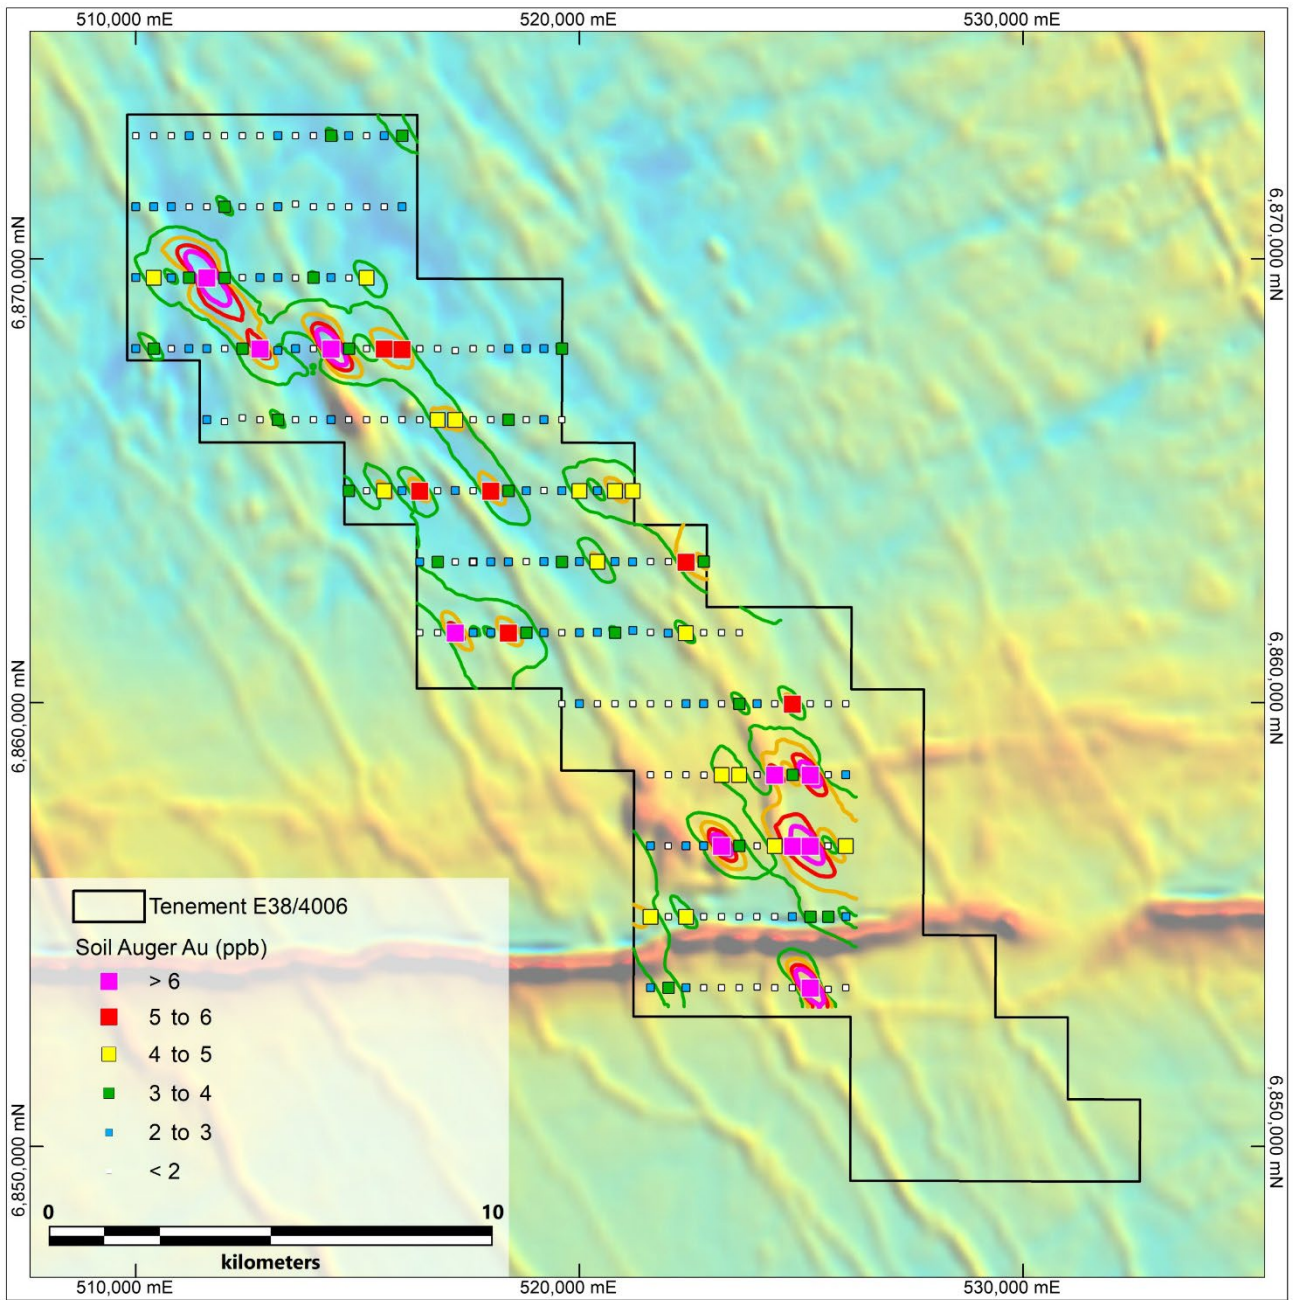 510,000 mE
520,000 mE
530,000 mE
6,870,000 mN
6,870,000 mN
6,860,000 mN
6,860,000 mN
Tenement E38/4006
Soil Auger Au (ppb)
> 6
5 to 6
4 to 5
3 to 4
2 to 3
< 2
6,850,000 mN
6,850,000 mN
0
10
kilometers
510,000 mE
520,000 mE
530,000 mE